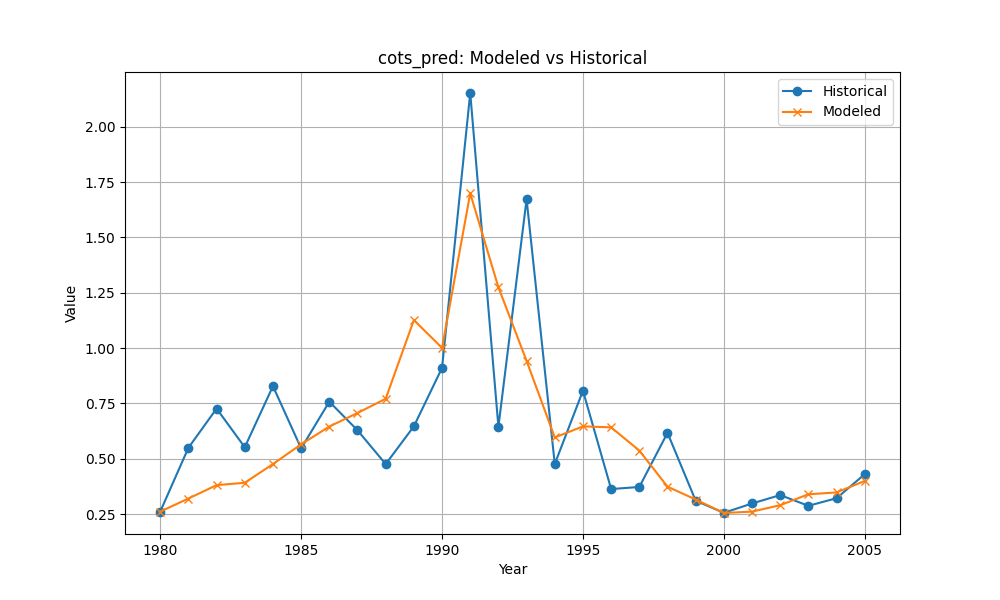 cots_pred: Modeled vs Historical
Historical
Modeled
Value
2.00
1.75
1.50
1.25
1.00
0.75
0.50
0.25
1980 1985 1990 1995 2000 2005
Year